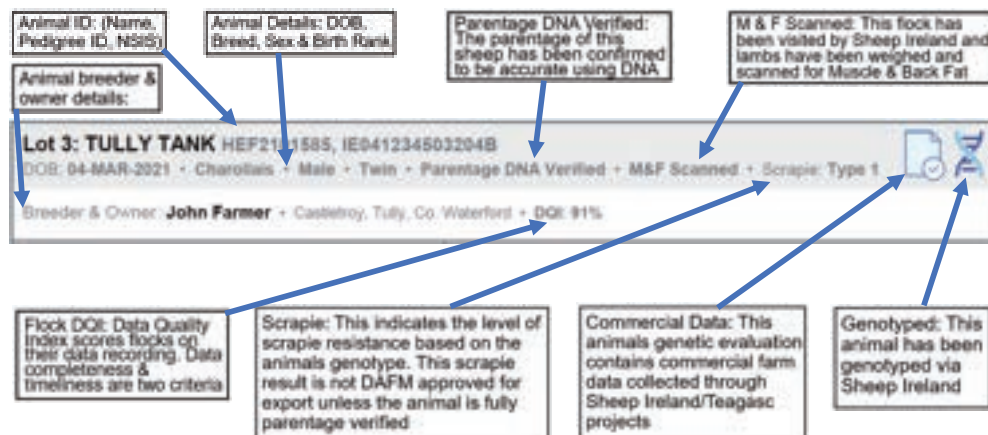 Animal ID: (Name,
Pedigree ID, NSIS)
Animal Details: DOB,
Breed, Sex & Birth Rank
Parentage DNA Verified:
The parentage of this
sheep has been confirmed
to be accurate using DNA
M & F Scanned: This flock has
been visited by Sheep Ireland and
lambs have been weighed and
scanned for Muscle & Back Fat
Animal breeder &
owner details:
Lot 3: TULLY TANK IE041234503204B
DOB: 04-MAR-2021 • Charollais • Male • Twin • Parentage DNA Verified • M&F Scanned • Scrapie: Type 1
Breeder & Owner: John Farmer • Castletroy, Tully, Co. Waterford • DQI: 91%
Flock DQI: Data Quality
Index scores flocks on
their data recording. Data
completeness &
timeliness are two criteria
Scrapie: This indicates the level of
scrapie resistance based on the
animals genotype. This scrapie
result is not DAFM approved for
export unless the animal is fully
parentage verified
Commercial Data: This
animals genetic evaluation
contains commercial farm
data collected through
Sheep Ireland/Teagasc
projects
Genotyped: This
animal has been
genotyped via
Sheep Ireland